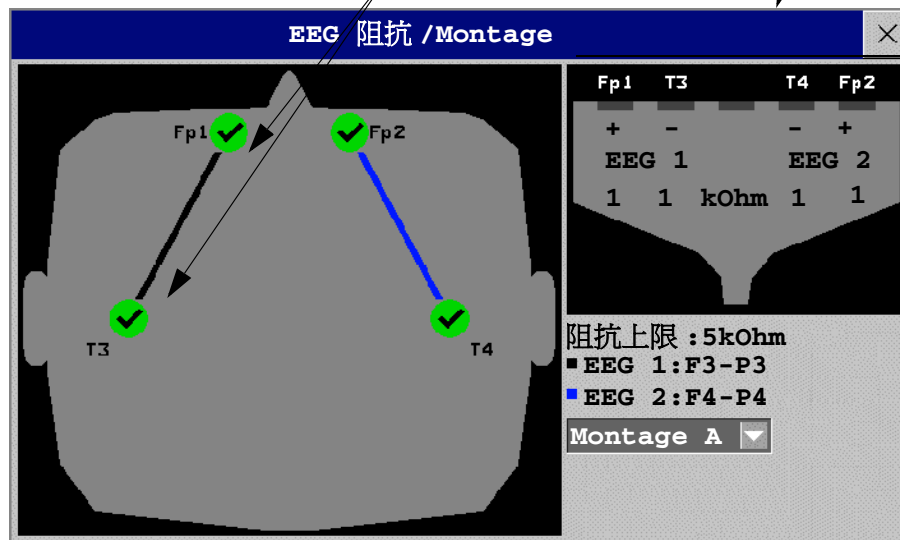 EEG 阻抗 /Montage
Fp1 Fp2
T3 T4
Fp1 T3 T4 Fp2
+ - - +
EEG 1 EEG 2
1 1 kOhm 1 1
阻抗上限 :5kOhm
EEG 1:F3-P3
EEG 2:F4-P4
Montage A